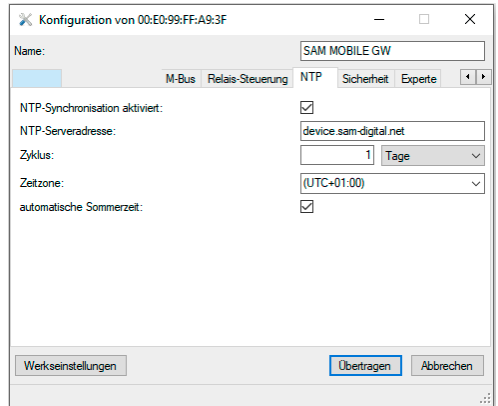 Konfiguration von 00:E0:99:FF:A9:3F
Name: SAM MOBILE GW
M-Bus Relais-Steuerung NTP Sicherheit Experte
NTP-Synchronisation aktiviert:
NTP-Serveradresse: device.sam-digital.net
Zyklus: 1 Tage
Zeitzone: (UTC+01:00)
automatische Sommerzeit:
Werkseinstellungen Übertragen Abbrechen